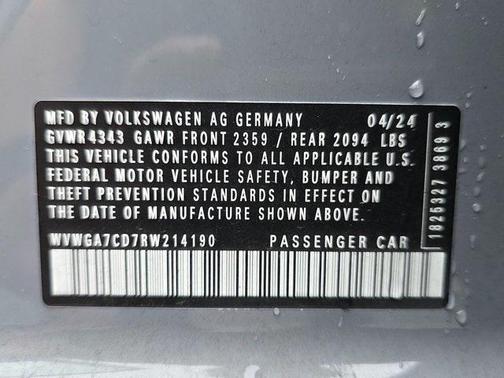 MFD BY VOLKSWAGEN AG GERMANY 04/24
GVWR 4343 GAWR FRONT 2359 / REAR 2094 LBS
THIS VEHICLE CONFORMS TO ALL APPLICABLE U.S.
FEDERAL MOTOR VEHICLE SAFETY, BUMPER AND
THEFT PREVENTION STANDARDS IN EFFECT ON
THE DATE OF MANUFACTURE SHOWN ABOVE.
WVWGA7CD7RW214190 PASSENGER CAR
1825327 3869 3